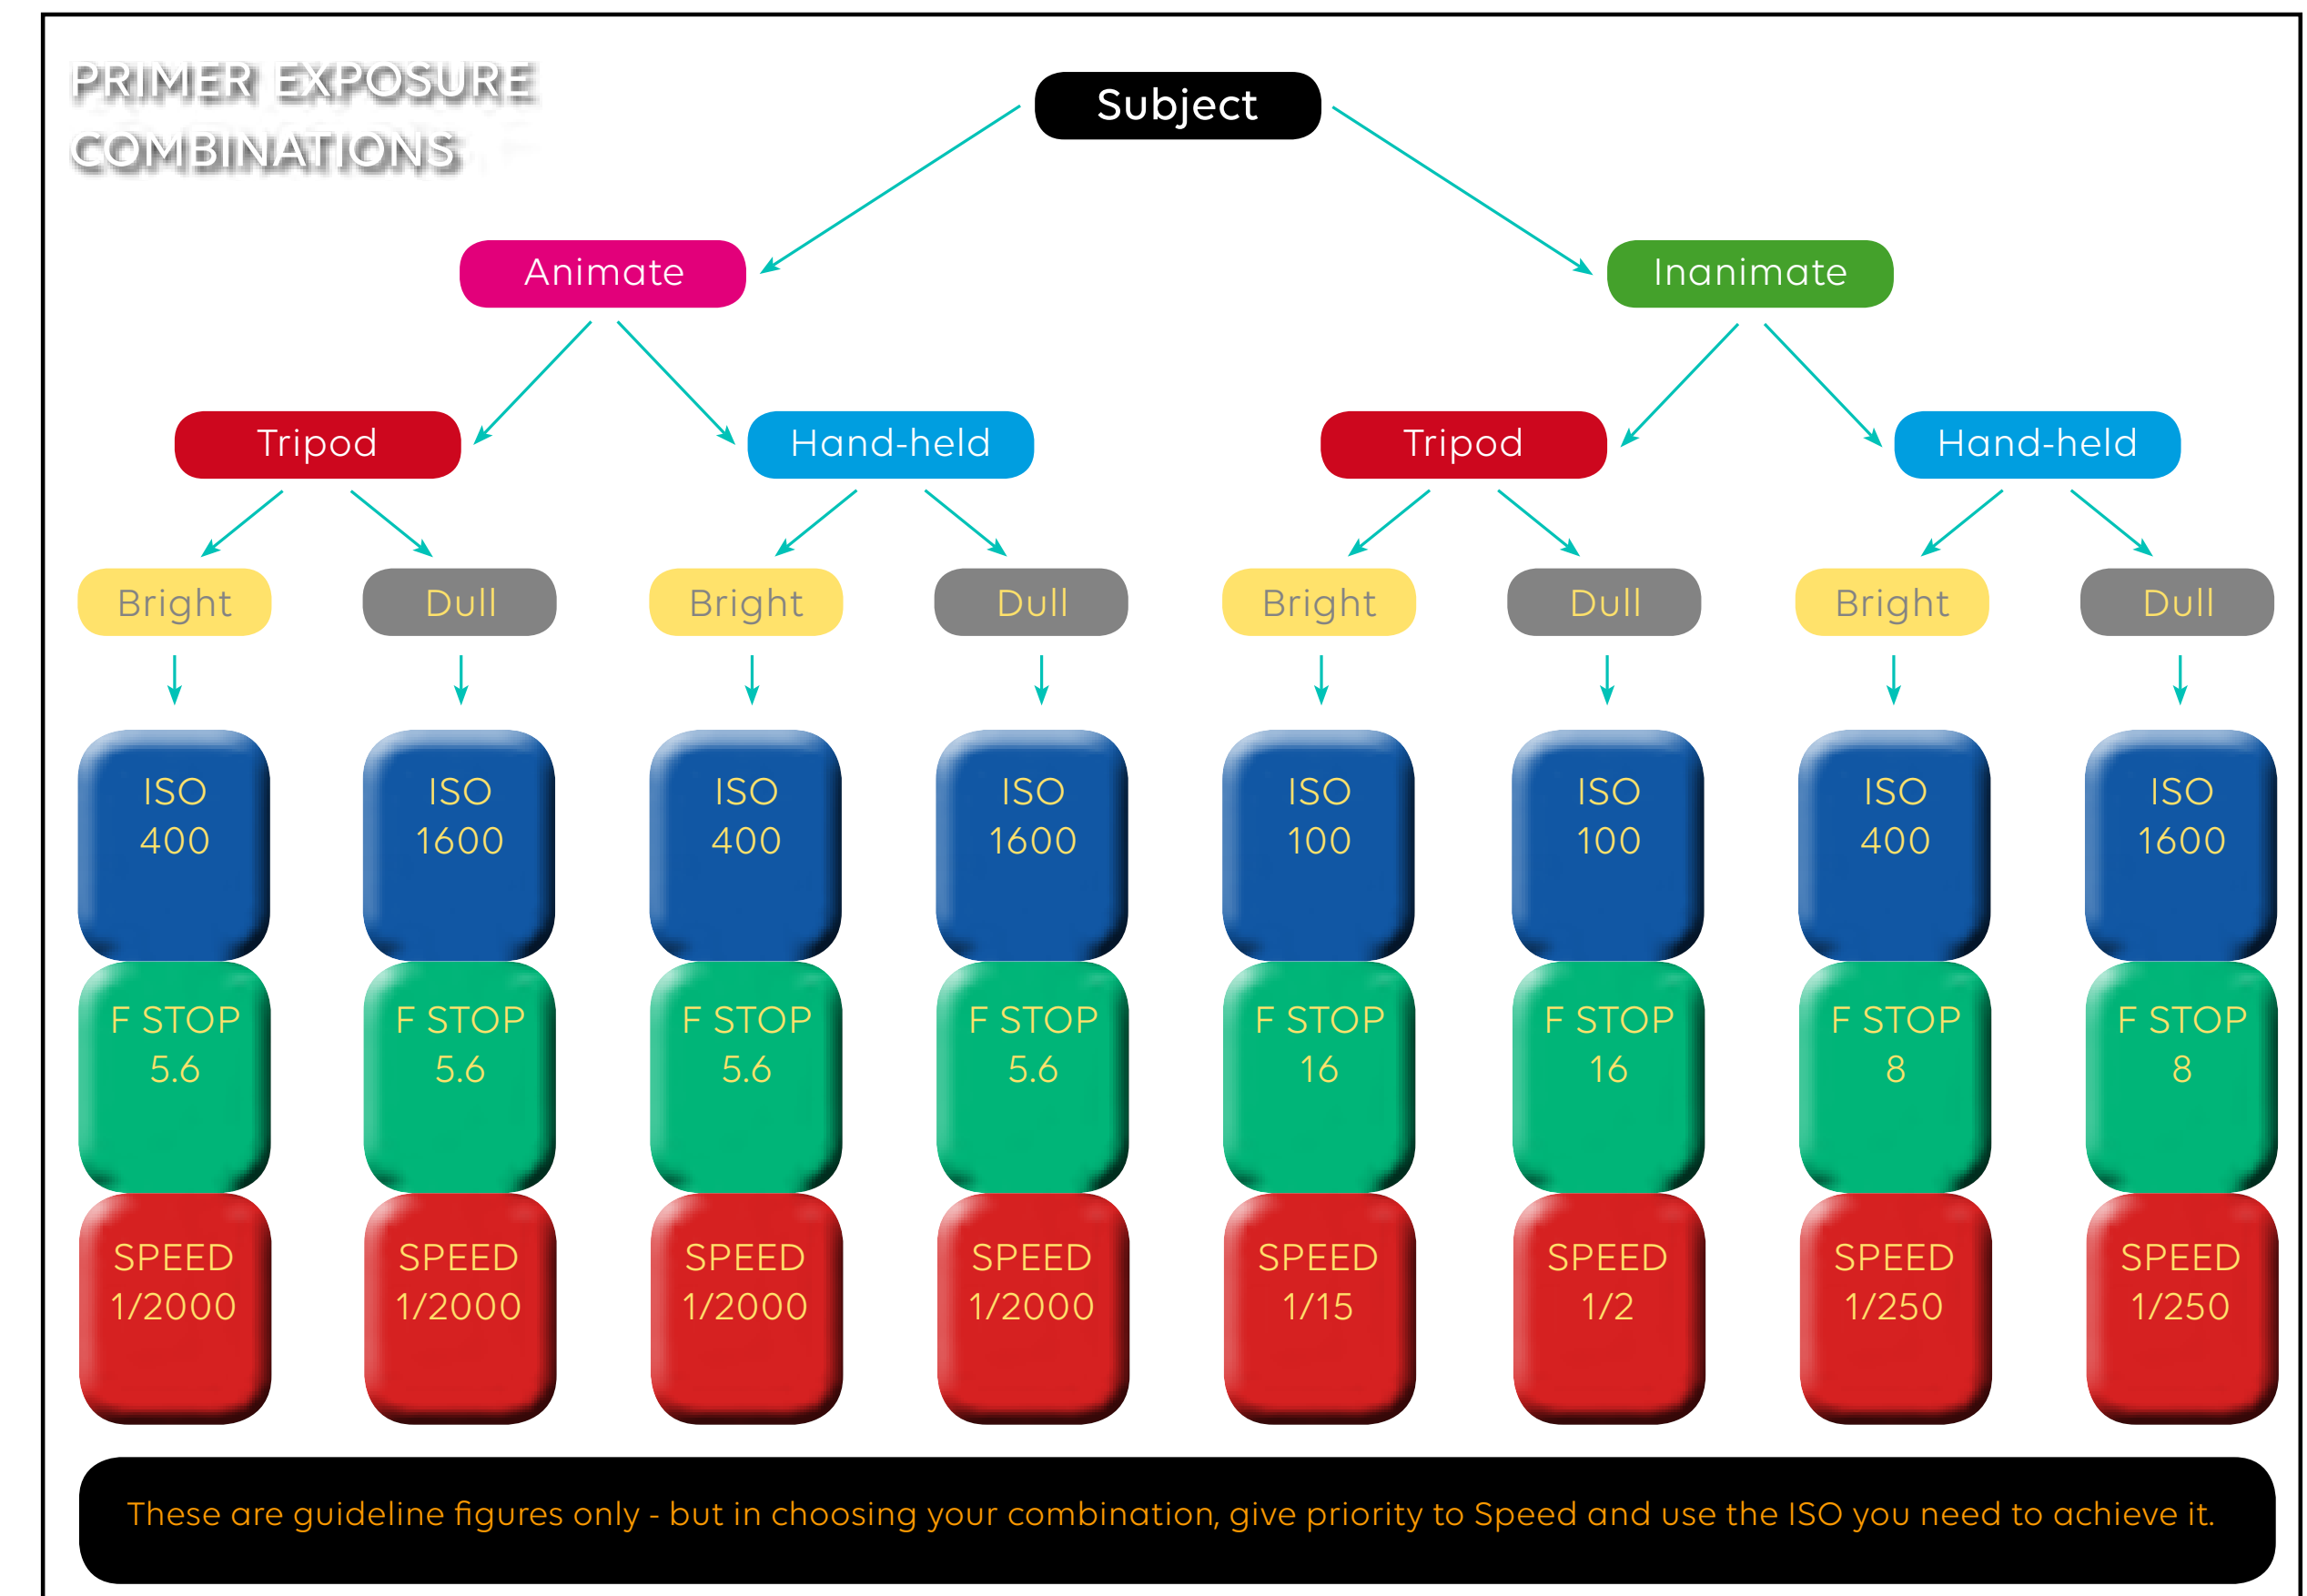 PRIMER EXPOSURE
COMBINATIONS
Subject
Animate
Inanimate
Tripod
Hand-held
Tripod
Hand-held
Bright
Dull
Bright
Dull
Bright
Dull
Bright
Dull
ISO
400
ISO
1600
ISO
400
ISO
1600
ISO
100
ISO
100
ISO
400
ISO
1600
F STOP
5.6
F STOP
5.6
F STOP
5.6
F STOP
5.6
F STOP
16
F STOP
16
F STOP
8
F STOP
8
SPEED
1/2000
SPEED
1/2000
SPEED
1/2000
SPEED
1/2000
SPEED
1/15
SPEED
1/2
SPEED
1/250
SPEED
1/250
These are guideline figures only - but in choosing your combination, give priority to Speed and use the ISO you need to achieve it.